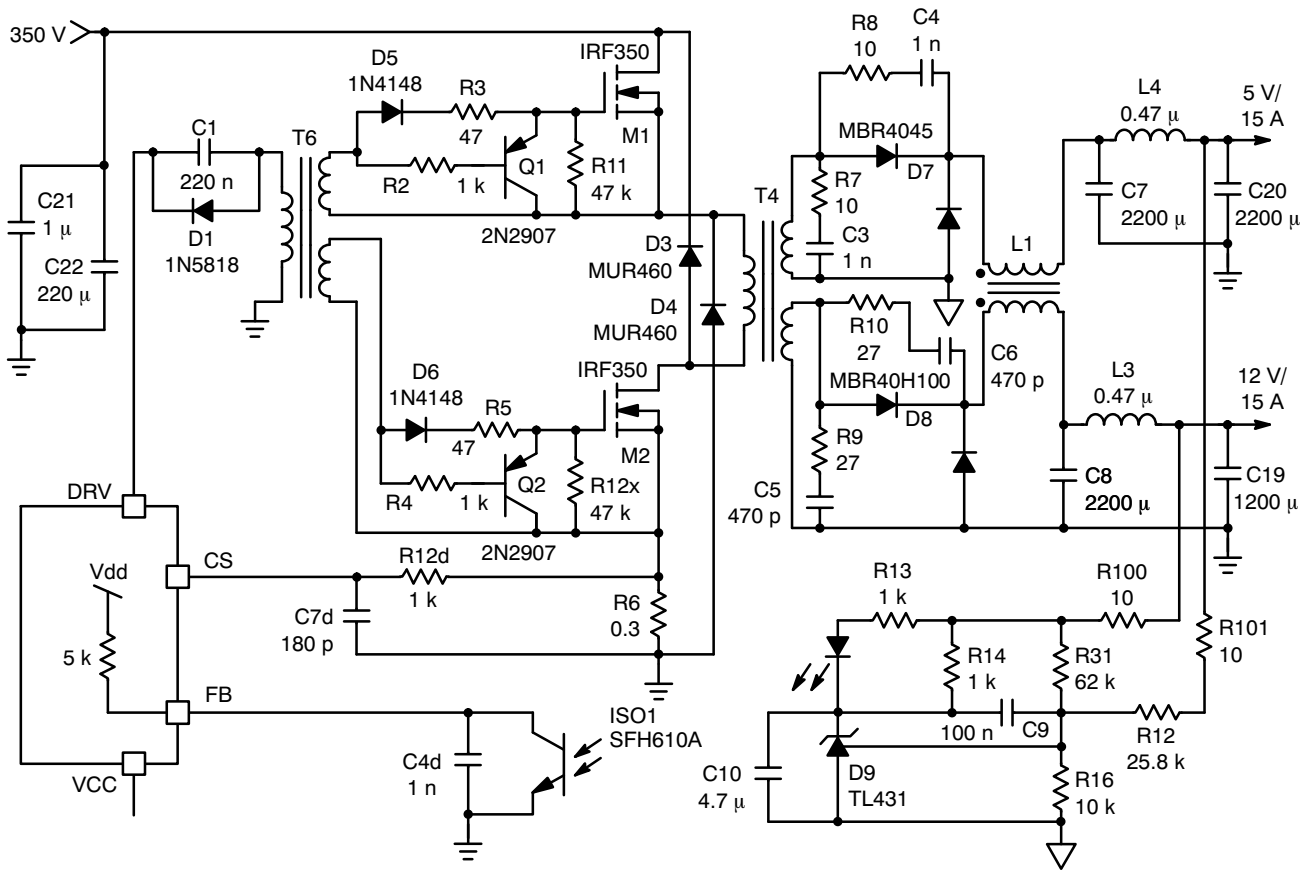 350 V
C21
1 µ
C22
220 µ
C1
220 n
D1
1N5818
T6
D5
1N4148
R3
47
R2
1 k
Q1
2N2907
R11
47 k
IRF350
M1
D3
MUR460
D4
MUR460
T4
R8
10
C4
1 n
MBR4045
D7
R7
10
C3
1 n
L1
L4
0.47 µ
5 V/
15 A
C7
2200 µ
C20
2200 µ
R10
27
C6
470 p
MBR40H100
D8
R9
27
C5
470 p
L3
0.47 µ
12 V/
15 A
C8
2200 µ
C19
1200 µ
D6
1N4148
R5
47
R4
1 k
Q2
2N2907
R12x
47 k
IRF350
M2
DRV
CS
Vdd
5 k
FB
VCC
R12d
1 k
C7d
180 p
R6
0.3
C4d
1 n
ISO1
SFH610A
R13
1 k
R100
10
R101
10
R14
1 k
R31
62 k
100 n
C9
R12
25.8 k
C10
4.7 µ
D9
TL431
R16
10 k